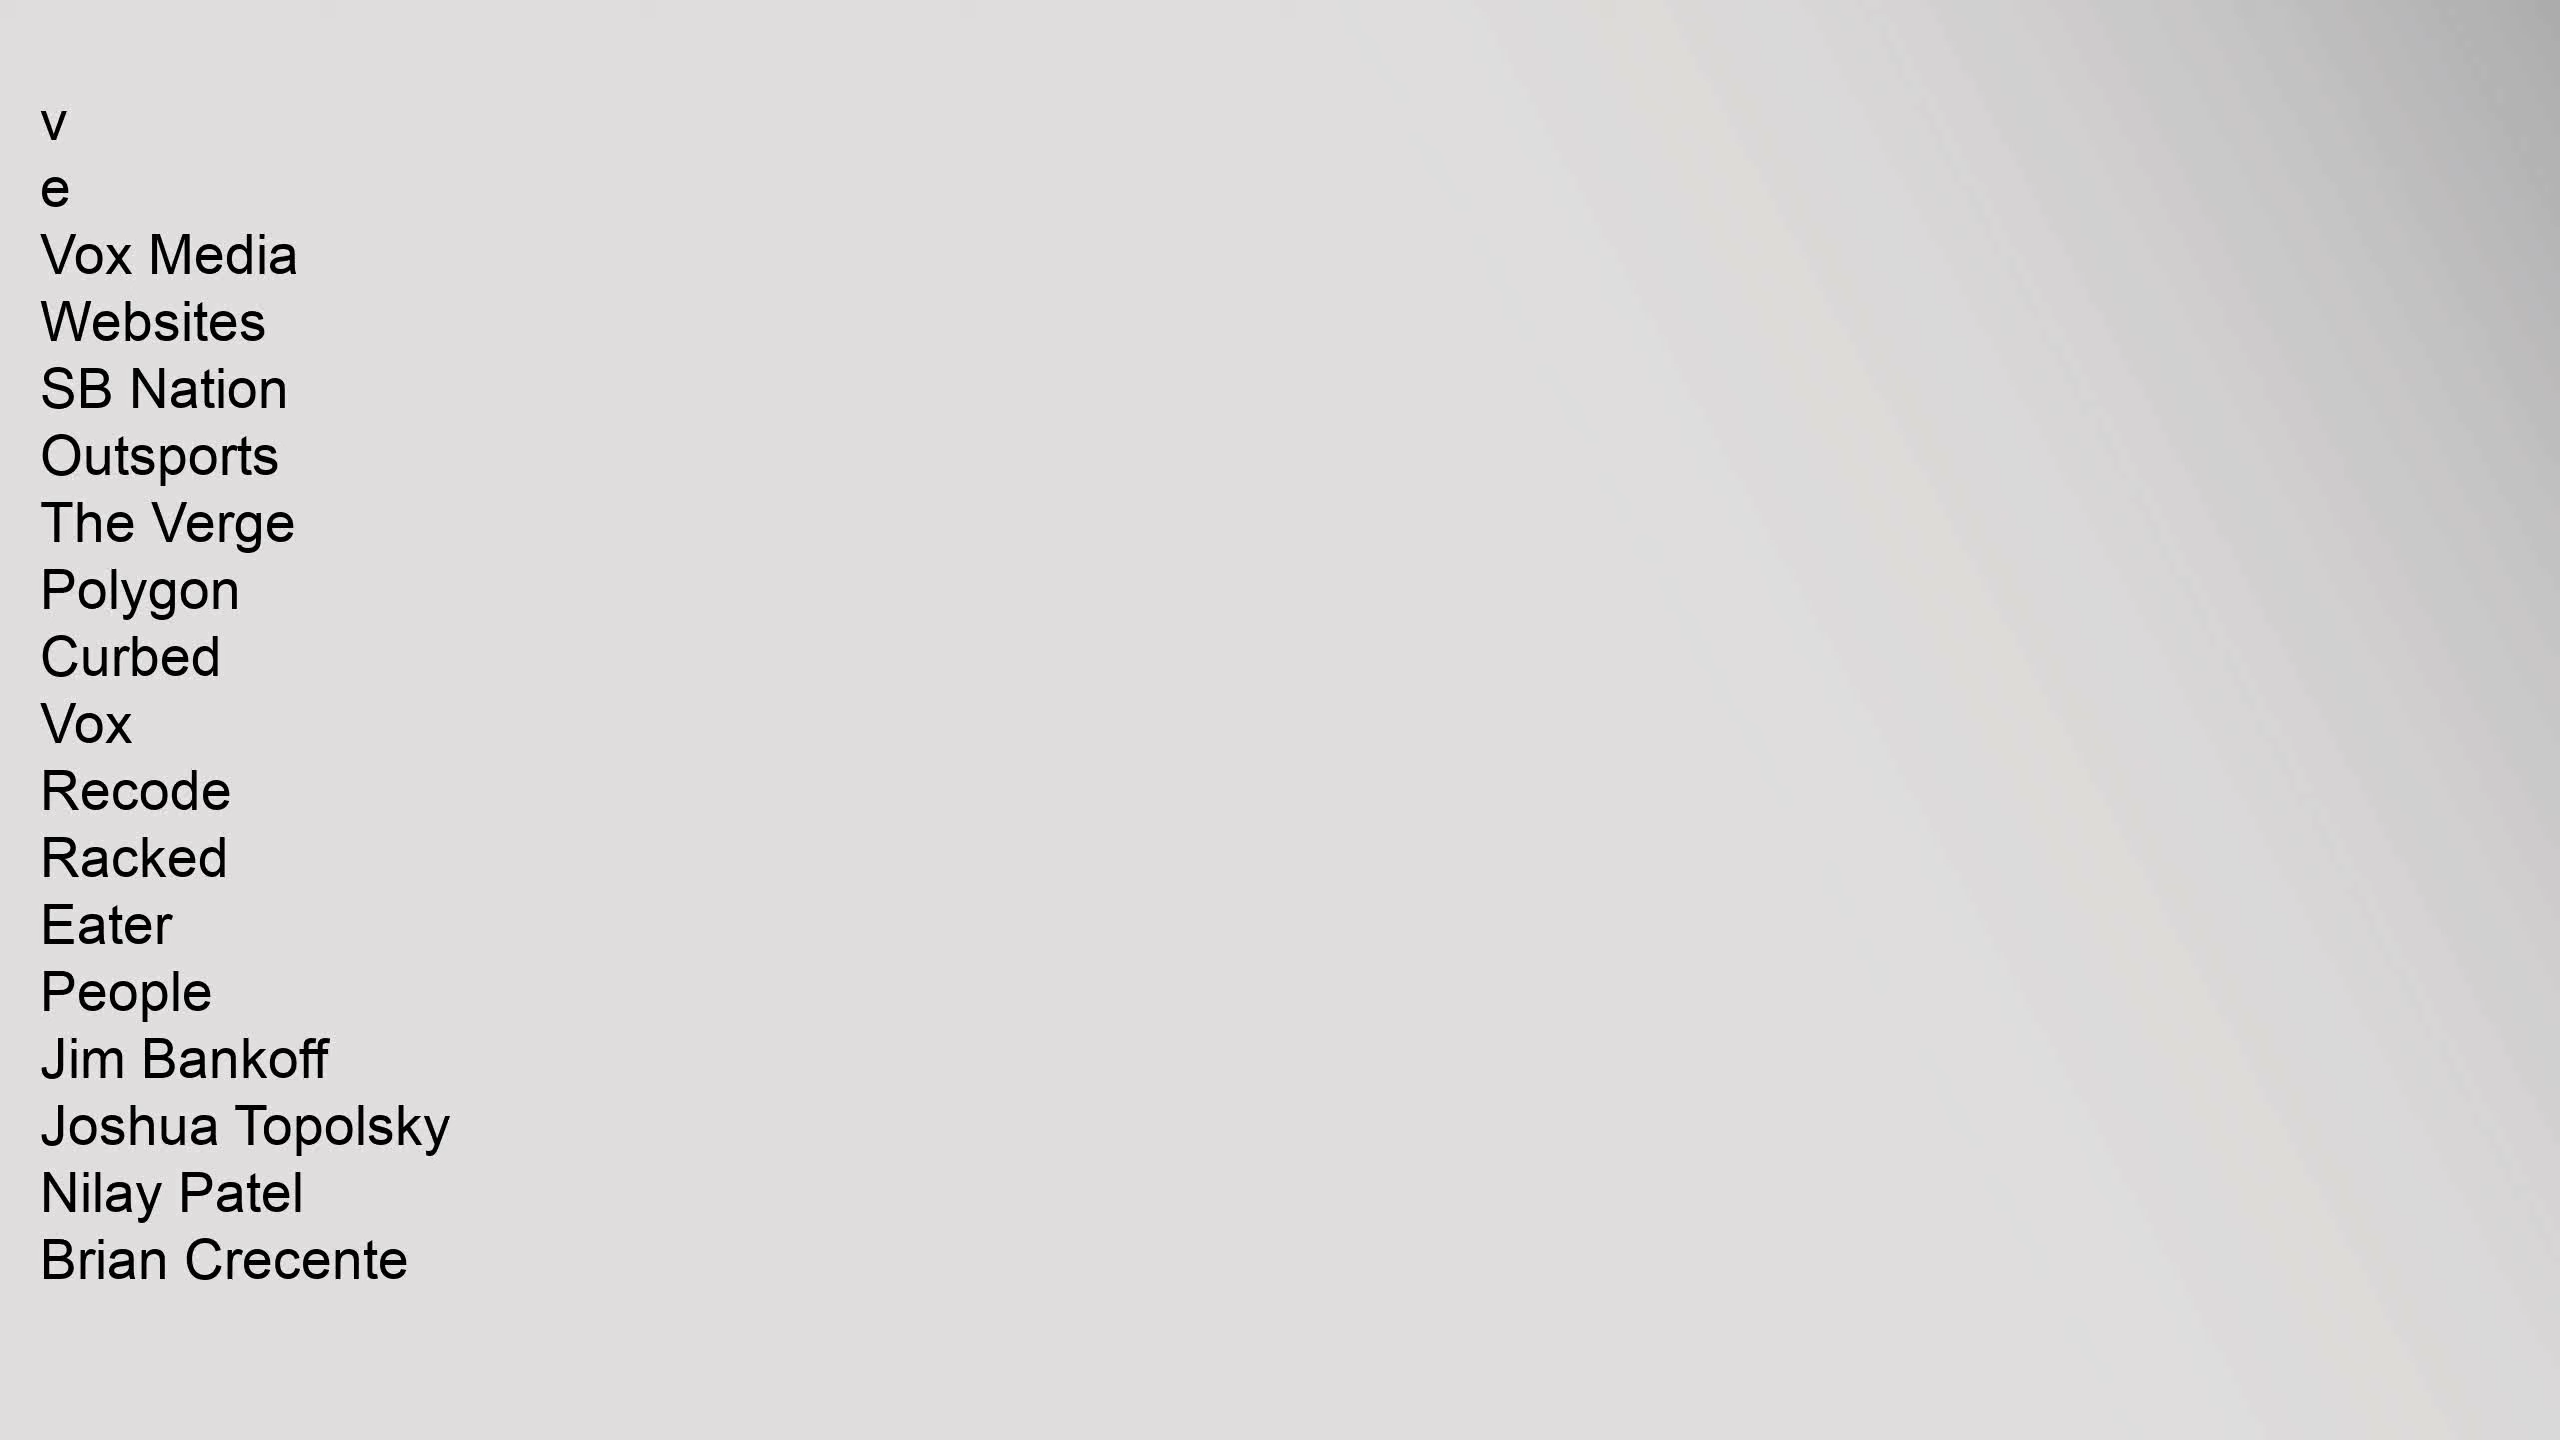 v
e
Vox Media
Websites
SB Nation
Outsports
The Verge
Polygon
Curbed
Vox
Recode
Racked
Eater
People
Jim Bankoff
Joshua Topolsky
Nilay Patel
Brian Crecente